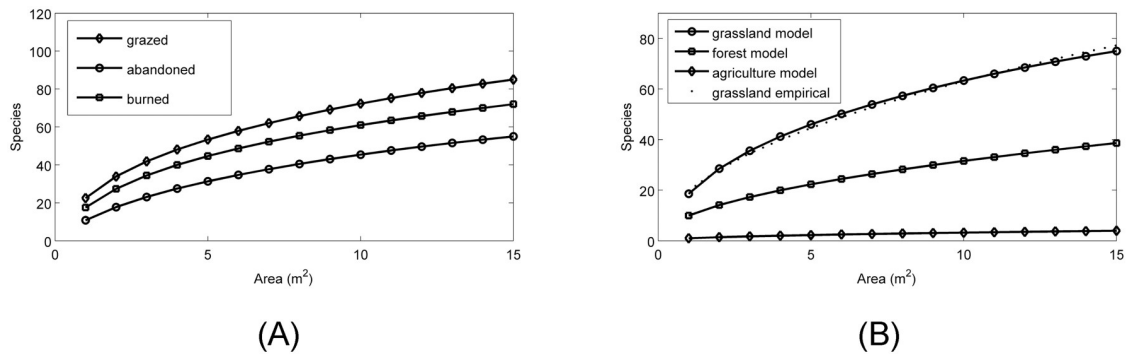 120
100
80
60
40
20
0
Species
grazed
abandoned
burned
0 5 10 15
Area (m²)
(A)
80
60
40
20
0
Species
grassland model
forest model
agriculture model
grassland empirical
0 5 10 15
Area (m²)
(B)